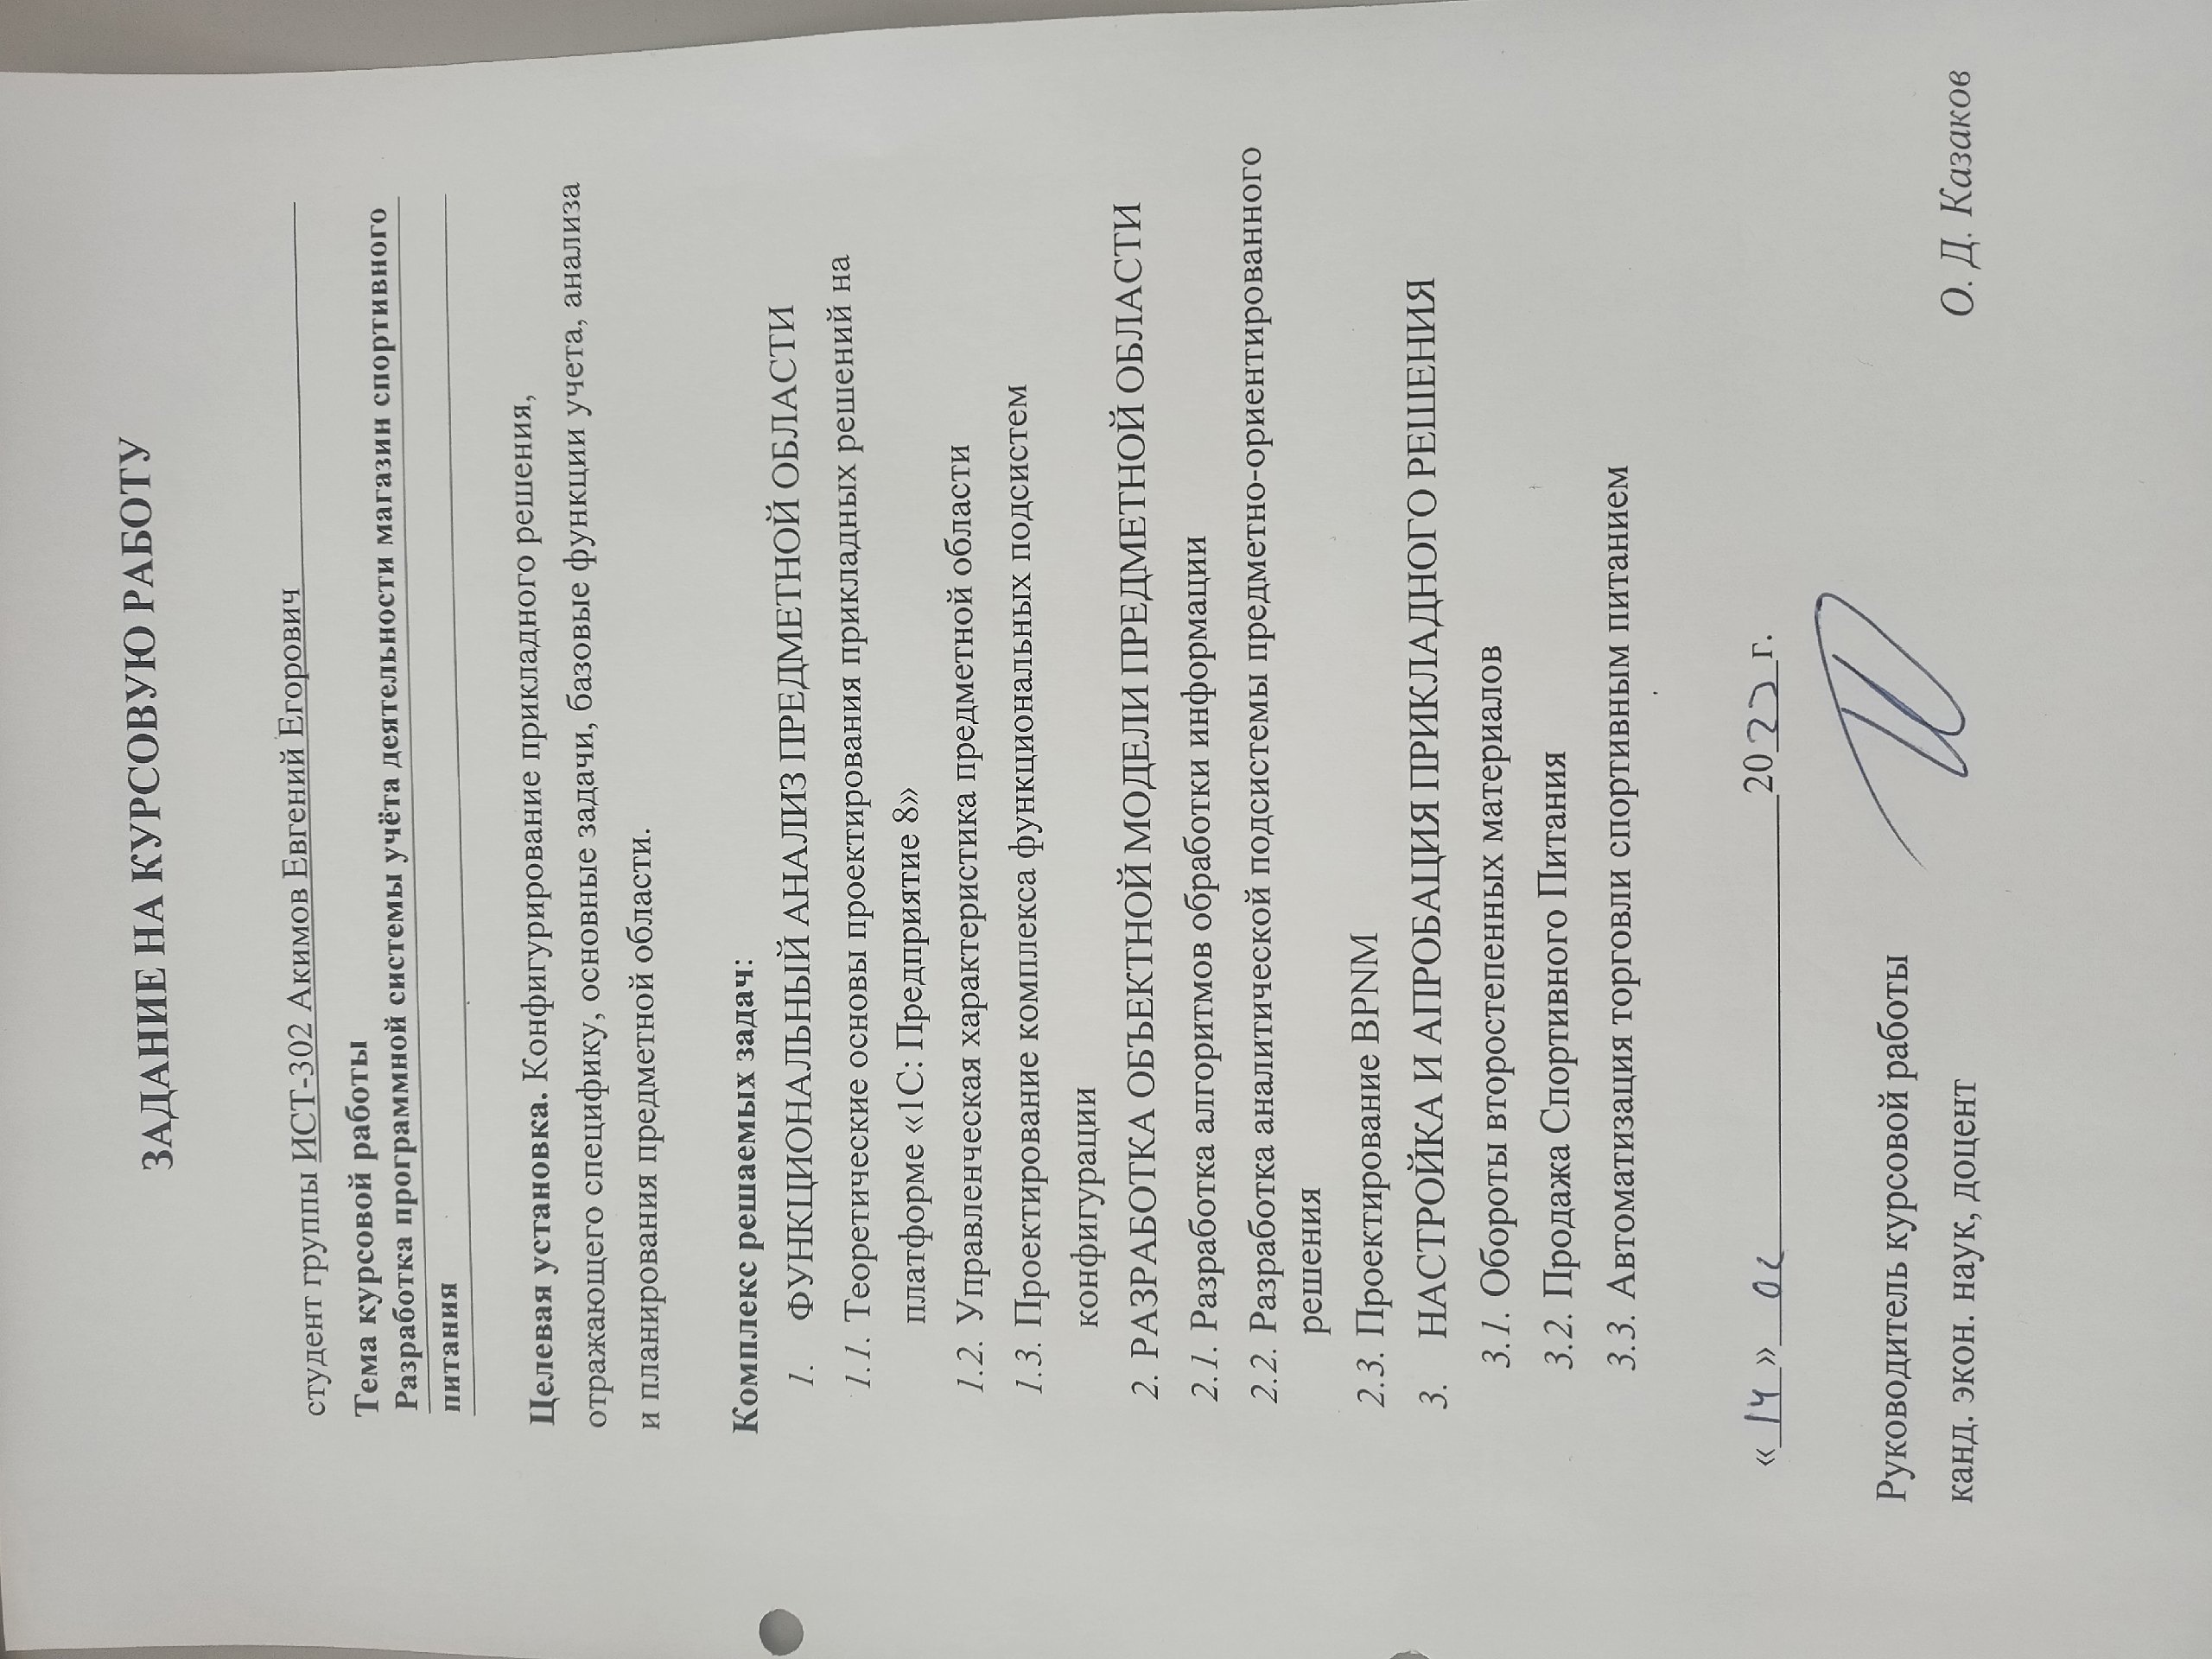 ЗАДАНИЕ НА КУРСОВУЮ РАБОТУ
студент группы ИСТ-302 Акимов Евгений Егорович
Тема курсовой работы
Разработка программной системы учёта деятельности магазин спортивного
питания
Целевая установка. Конфигурирование прикладного решения,
отражающего специфику, основные задачи, базовые функции учета, анализа
и планирования предметной области.
Комплекс решаемых задач:
1. ФУНКЦИОНАЛЬНЫЙ АНАЛИЗ ПРЕДМЕТНОЙ ОБЛАСТИ
1.1. Теоретические основы проектирования прикладных решений на
платформе «1С: Предприятие 8»
1.2. Управленческая характеристика предметной области
1.3. Проектирование комплекса функциональных подсистем
конфигурации
2. РАЗРАБОТКА ОБЪЕКТНОЙ МОДЕЛИ ПРЕДМЕТНОЙ ОБЛАСТИ
2.1. Разработка алгоритмов обработки информации
2.2. Разработка аналитической подсистемы предметно-ориентированного
решения
2.3. Проектирование BPNM
3. НАСТРОЙКА И АПРОБАЦИЯ ПРИКЛАДНОГО РЕШЕНИЯ
3.1. Обороты второстепенных материалов
3.2. Продажа Спортивного Питания
3.3. Автоматизация торговли спортивным питанием
«14» 20 г.
Руководитель курсовой работы
канд. экон. наук, доцент О. Д. Казаков